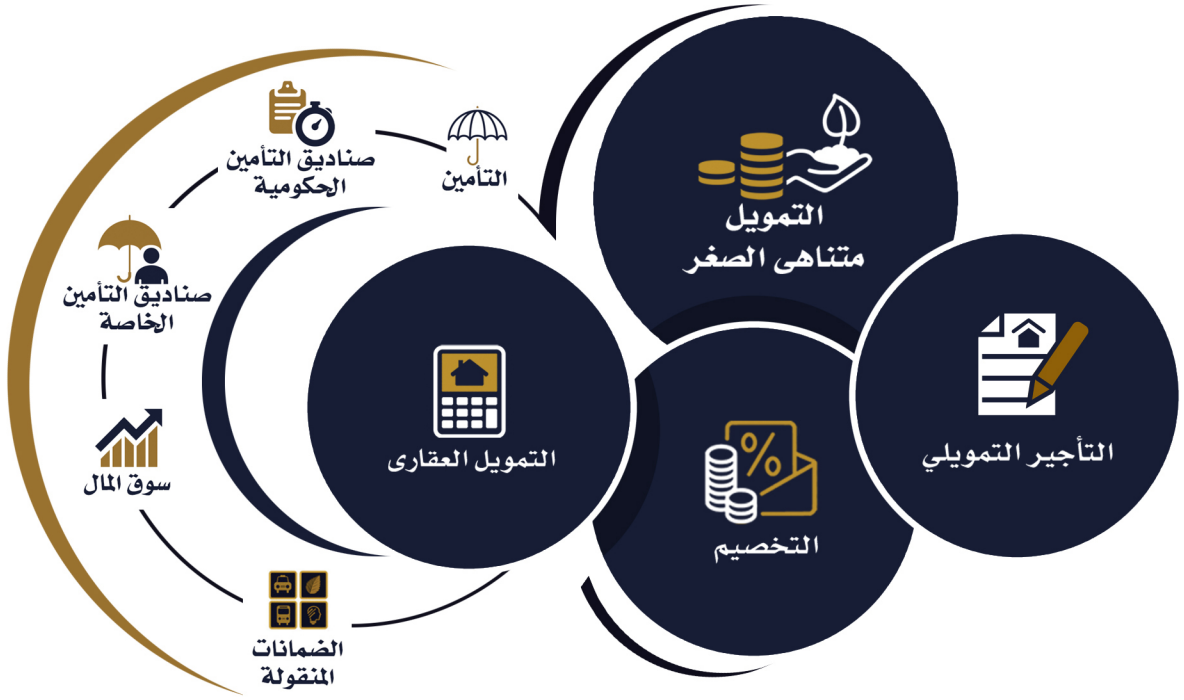 التمويل
متناهى الصغر
التأجير التمويلي
التخصيم
التمويل العقارى
التأمين
صناديق التأمين
الحكومية
صناديق التأمين
الخاصة
سوق المال
الضمانات
المنقولة